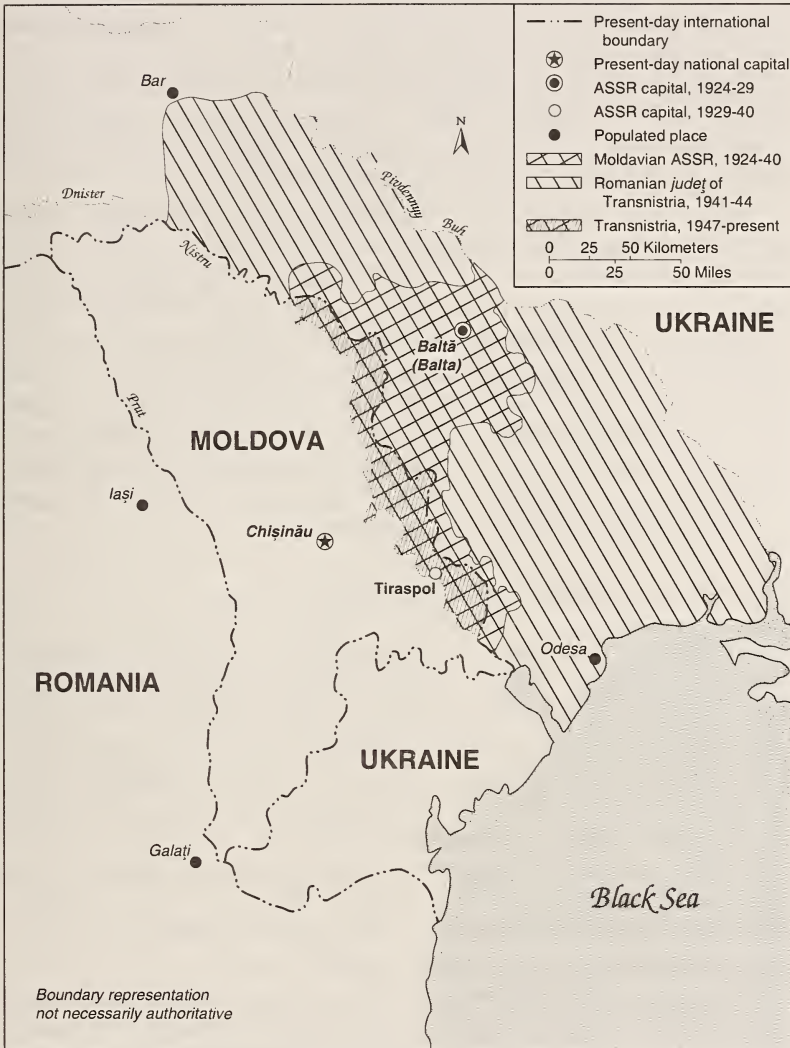 Present-day international
boundary
Present-day national capital
ASSR capital, 1924-29
ASSR capital, 1929-40
Populated place
Moldavian ASSR, 1924-40
Romanian județ of
Transnistria, 1941-44
Transnistria, 1947-present
0 25 50 Kilometers
0 25 50 Miles
Bar
N
Dnister
Pivdennyy
Buh
Nistru
UKRAINE
Baltă
(Balta)
Prut
MOLDOVA
Iași
Chișinău
Tiraspol
Odesa
ROMANIA
UKRAINE
Galați
Black Sea
Boundary representation
not necessarily authoritative